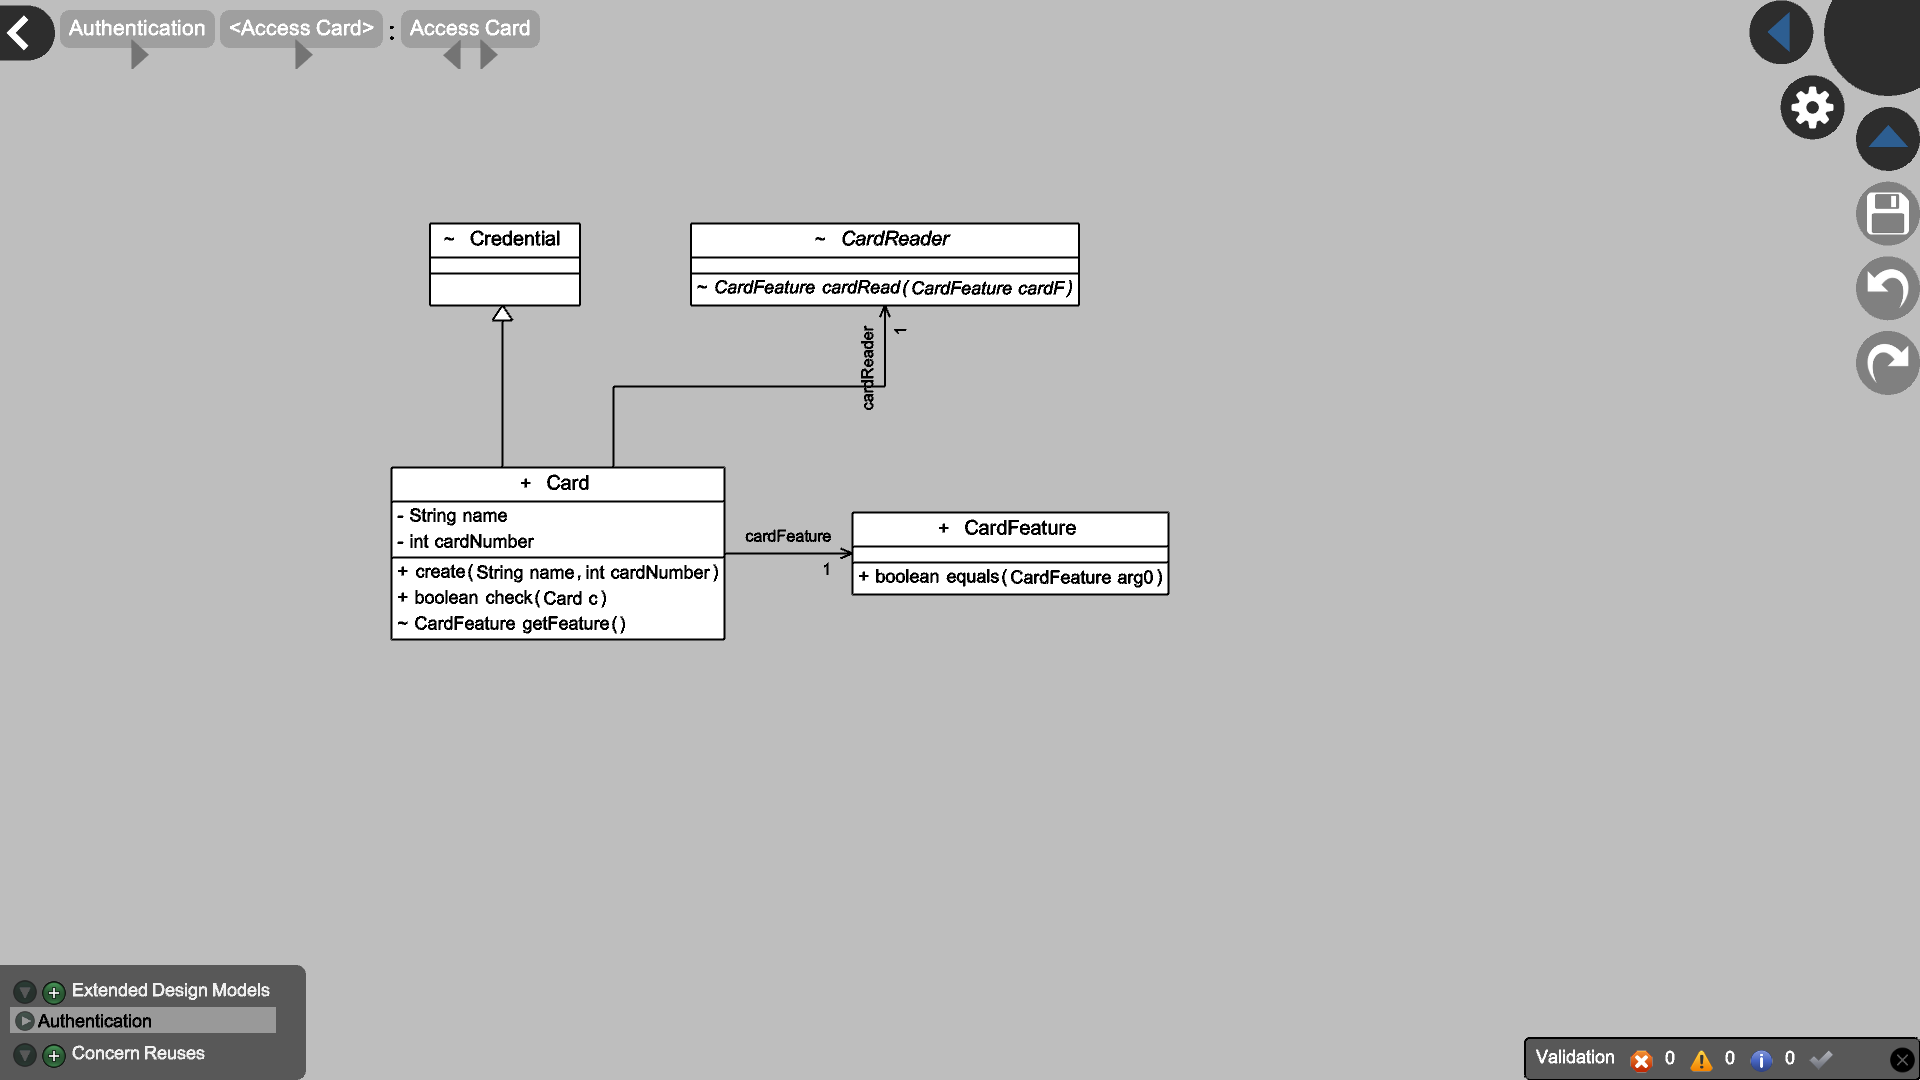 Authentication
<Access Card>
:
Access Card
~ Credential
~ CardReader
~ CardFeature cardRead(CardFeature cardF)
cardReader
1
+ Card
- String name
- int cardNumber
+ create(String name,int cardNumber)
+ boolean check(Card c)
~ CardFeature getFeature()
cardFeature
1
+ CardFeature
+ boolean equals(CardFeature arg0)
Extended Design Models
Authentication
Concern Reuses
Validation 0 0 0